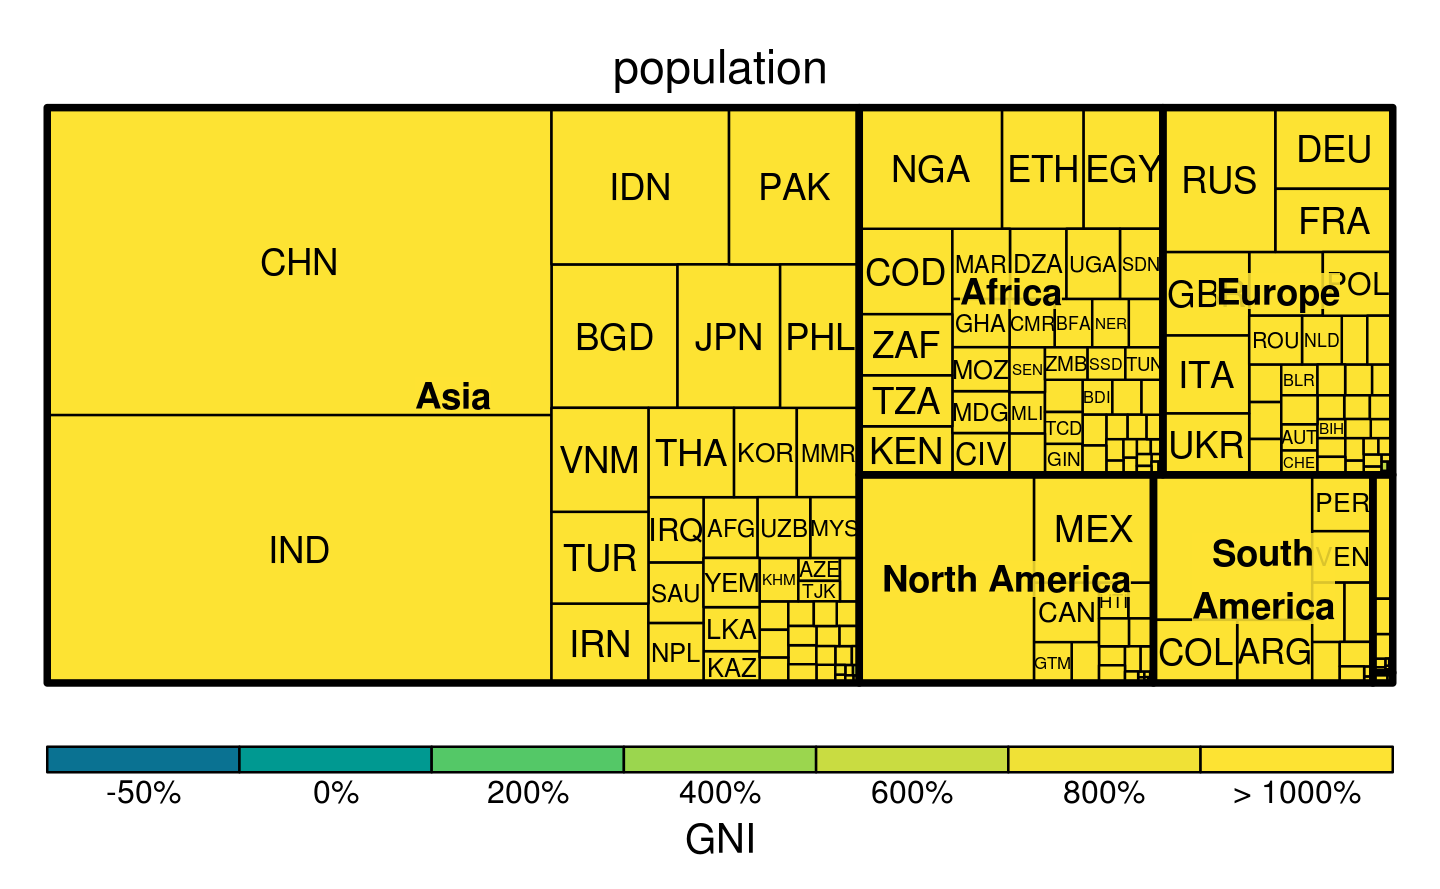 population
CHN
IND
Asia
IDN
PAK
BGD
JPN
PHL
VNM
THA
KOR
MMR
TUR
IRN
IRQ
AFG
UZB
MYS
SAU
YEM
KHM
AZE
TJK
NPL
LKA
KAZ
NGA
ETH
EGY
COD
MAR
DZA
UGA
SDN
Africa
ZAF
GHA
CMR
BFA
NER
TZA
MOZ
SEN
ZMB
SSD
TUN
KEN
MDG
MLI
BDI
CIV
TCD
GIN
RUS
DEU
FRA
Europe
POL
ITA
ROU
NLD
UKR
BLR
AUT
BIH
CHE
North America
MEX
CAN
HTI
GTM
South
America
PER
VEN
COL
ARG
-50%
0%
200%
400%
600%
800%
> 1000%
GNI